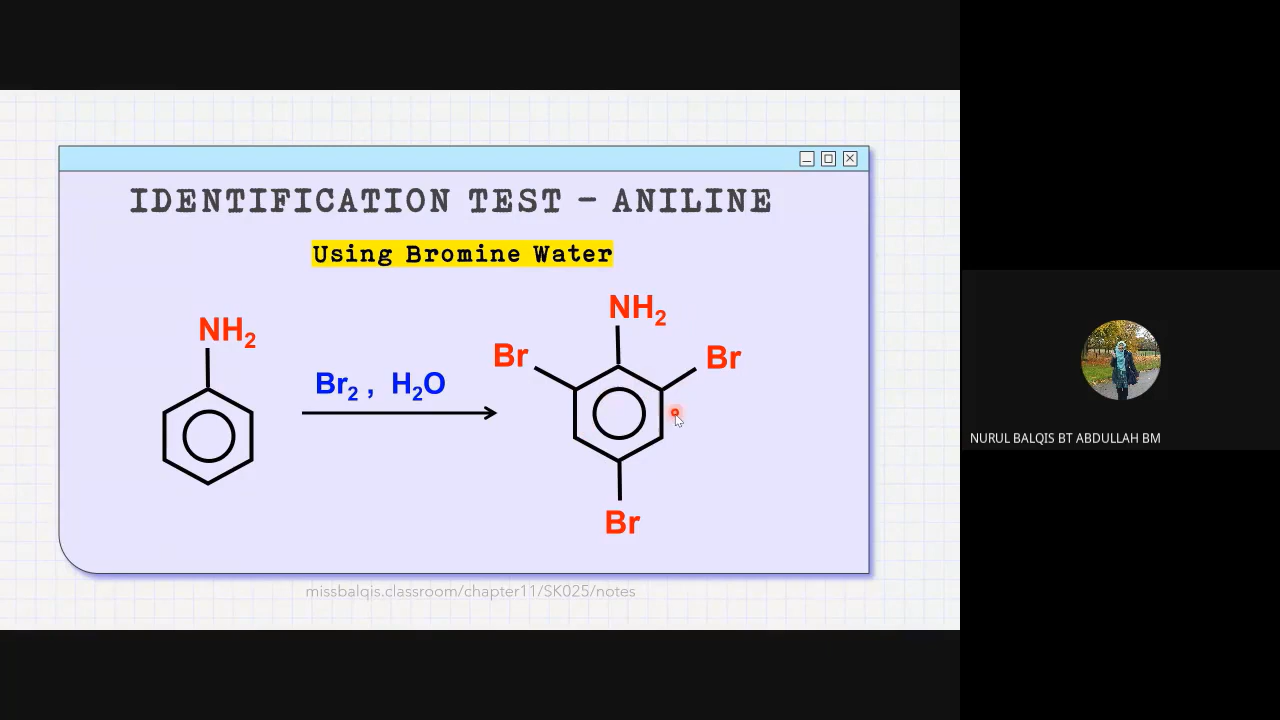 IDENTIFICATION TEST – ANILINE
Using Bromine Water
NH₂
Br₂ , H₂O
NH₂
Br
Br
Br
missbalqis.classroom/chapter11/SK025/notes
NURUL BALQIS BT ABDULLAH BM